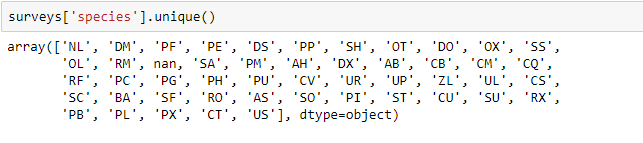 surveys['species'].unique()
array(['NL', 'DM', 'PF', 'PE', 'DS', 'PP', 'SH', 'OT', 'DO', 'OX', 'SS',
'OL', 'RM', nan, 'SA', 'PM', 'AH', 'DX', 'AB', 'CB', 'CM', 'CQ',
'RF', 'PC', 'PG', 'PH', 'PU', 'CV', 'UR', 'UP', 'ZL', 'UL', 'CS',
'SC', 'BA', 'SF', 'RO', 'AS', 'SO', 'PI', 'ST', 'CU', 'SU', 'RX',
'PB', 'PL', 'PX', 'CT', 'US'], dtype=object)